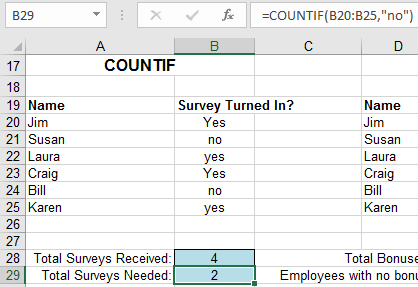 B29 fx =COUNTIF(B20:B25,"no")
A B C D
17 COUNTIF
18
19 Name Survey Turned In? Name
20 Jim Yes Jim
21 Susan no Susan
22 Laura yes Laura
23 Craig Yes Craig
24 Bill no Bill
25 Karen yes Karen
26
27
28 Total Surveys Received: 4 Total
29 Total Surveys Needed: 2 Employees with no